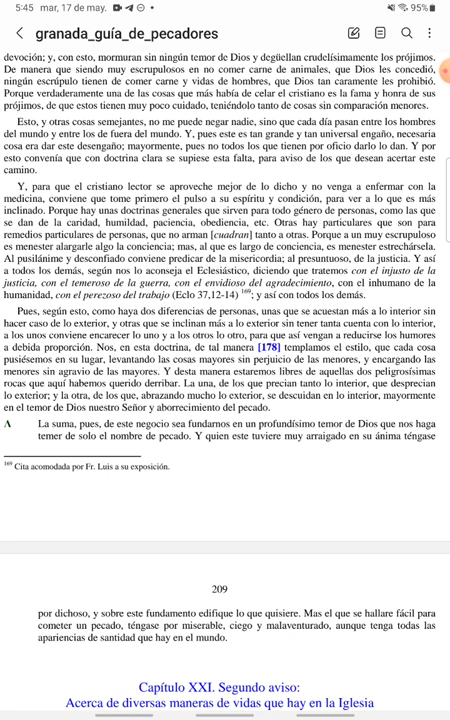 5:45 mar, 17 de may.
95%
granada_guía_de_pecadores
devoción; y, con esto, mormuran sin ningún temor de Dios y degüellan crudelísimamente los prójimos.
De manera que siendo muy escrupulosos en no comer carne de animales, que Dios les concedió,
ningún escrúpulo tienen de comer carne y vidas de hombres, que Dios tan caramente les prohibió.
Porque verdaderamente una de las cosas que más había de celar el cristiano es la fama y honra de sus
prójimos, de que estos tienen muy poco cuidado, teniéndolo tanto de cosas sin comparación menores.
Esto, y otras cosas semejantes, no me puede negar nadie, sino que cada día pasan entre los hombres
del mundo y entre los de fuera del mundo. Y, pues este es tan grande y tan universal engaño, necesaria
cosa era dar este desengaño; mayormente, pues no todos los que tienen por oficio darlo lo dan. Y por
esto convenía que con doctrina clara se supiese esta falta, para aviso de los que desean acertar este
camino.
Y, para que el cristiano lector se aproveche mejor de lo dicho y no venga a enfermar con la
medicina, conviene que tome primero el pulso a su espíritu y condición, para ver a lo que es más
inclinado. Porque hay unas doctrinas generales que sirven para todo género de personas, como las que
se dan de la caridad, humildad, paciencia, obediencia, etc. Otras hay particulares que son para
remedios particulares de personas, que no arman [cuadran] tanto a otras. Porque a un muy escrupuloso
es menester alargarle algo la conciencia; mas, al que es largo de conciencia, es menester estrechársela.
Al pusilánime y desconfiado conviene predicar de la misericordia; al presuntuoso, de la justicia. Y así
a todos los demás, según nos lo aconseja el Eclesiástico, diciendo que tratemos con el injusto de la
justicia, con el temeroso de la guerra, con el envidioso del agradecimiento, con el inhumano de la
humanidad, con el perezoso del trabajo (Eclo 37,12-14) 169; y así con todos los demás.
Pues, según esto, como haya dos diferencias de personas, unas que se acuestan más a lo interior sin
hacer caso de lo exterior, y otras que se inclinan más a lo exterior sin tener tanta cuenta con lo interior,
a los unos conviene encarecer lo uno y a los otros lo otro, para que así vengan a reducirse los humores
a debida proporción. Nos, en esta doctrina, de tal manera [178] templamos el estilo, que cada cosa
pusiésemos en su lugar, levantando las cosas mayores sin perjuicio de las menores, y encargando las
menores sin agravio de las mayores. Y desta manera estaremos libres de aquellas dos peligrosísimas
rocas que aquí habemos querido derribar. La una, de los que precian tanto lo interior, que desprecian
lo exterior; y la otra, de los que, abrazando mucho lo exterior, se descuidan en lo interior, mayormente
en el temor de Dios nuestro Señor y aborrecimiento del pecado.
Λ La suma, pues, de este negocio sea fundarnos en un profundísimo temor de Dios que nos haga
temer de solo el nombre de pecado. Y quien este tuviere muy arraigado en su ánima téngase
169 Cita acomodada por Fr. Luis a su exposición.
209
por dichoso, y sobre este fundamento edifique lo que quisiere. Mas el que se hallare fácil para
cometer un pecado, téngase por miserable, ciego y malaventurado, aunque tenga todas las
apariencias de santidad que hay en el mundo.
Capítulo XXI. Segundo aviso:
Acerca de diversas maneras de vidas que hay en la Iglesia